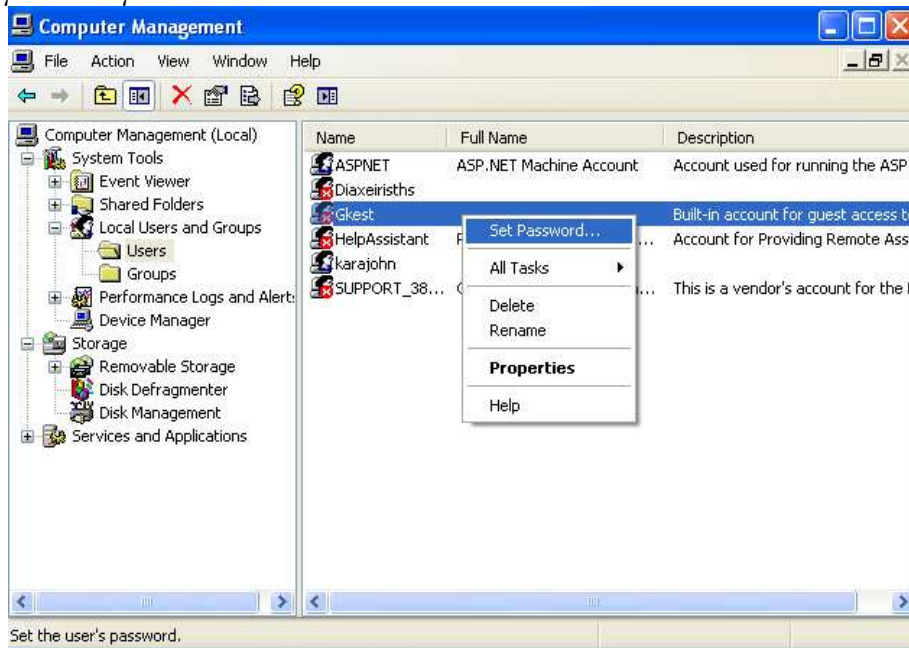 Computer Management
File Action View Window Help
Computer Management (Local)
System Tools
Event Viewer
Shared Folders
Local Users and Groups
Users
Groups
Performance Logs and Alert
Device Manager
Storage
Removable Storage
Disk Defragmenter
Disk Management
Services and Applications
Name Full Name Description
ASPNET ASP.NET Machine Account Account used for running the ASP
Diaxeirisths
Gkest Built-in account for guest access t
HelpAssistant ... Account for Providing Remote Ass
karajohn
SUPPORT_38... ... This is a vendor's account for the
Set Password...
All Tasks
Delete
Rename
Properties
Help
Set the user's password.